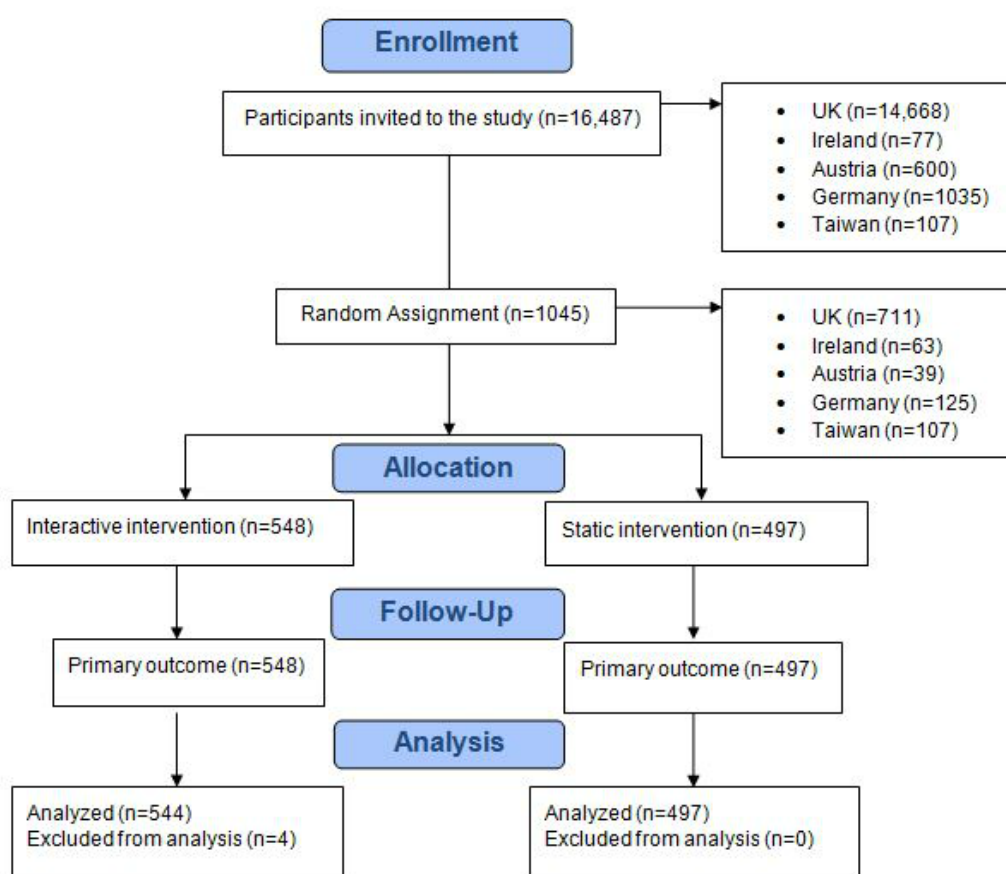 Enrollment
Participants invited to the study (n=16,487)
• UK (n=14,668)
• Ireland (n=77)
• Austria (n=600)
• Germany (n=1035)
• Taiwan (n=107)
Random Assignment (n=1045)
• UK (n=711)
• Ireland (n=63)
• Austria (n=39)
• Germany (n=125)
• Taiwan (n=107)
Allocation
Interactive intervention (n=548)
Static intervention (n=497)
Follow-Up
Primary outcome (n=548)
Primary outcome (n=497)
Analysis
Analyzed (n=544)
Excluded from analysis (n=4)
Analyzed (n=497)
Excluded from analysis (n=0)